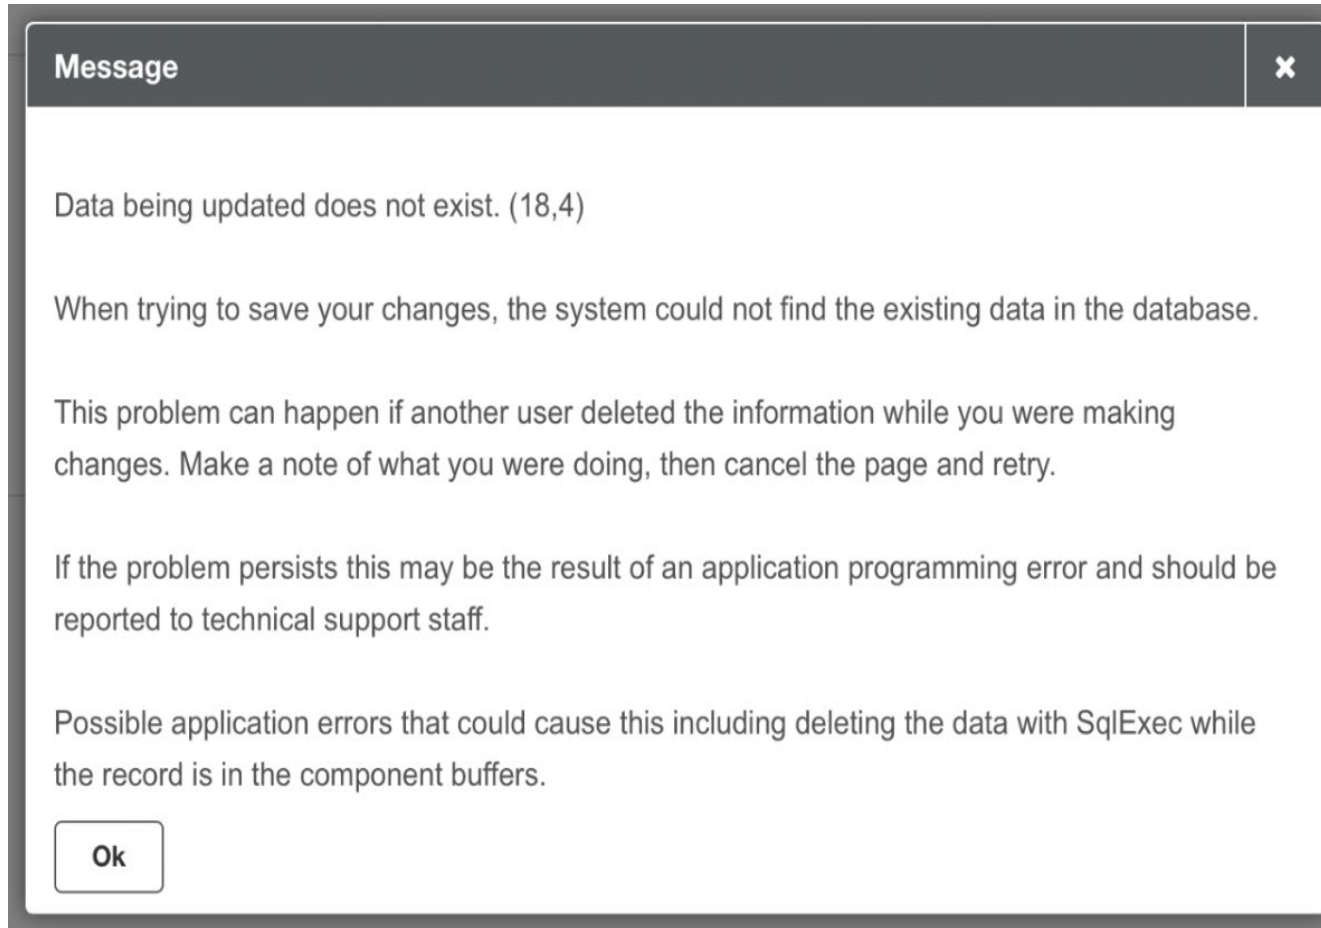 Message
Data being updated does not exist. (18,4)
When trying to save your changes, the system could not find the existing data in the database.
This problem can happen if another user deleted the information while you were making
changes. Make a note of what you were doing, then cancel the page and retry.
If the problem persists this may be the result of an application programming error and should be
reported to technical support staff.
Possible application errors that could cause this including deleting the data with SqlExec while
the record is in the component buffers.
Ok